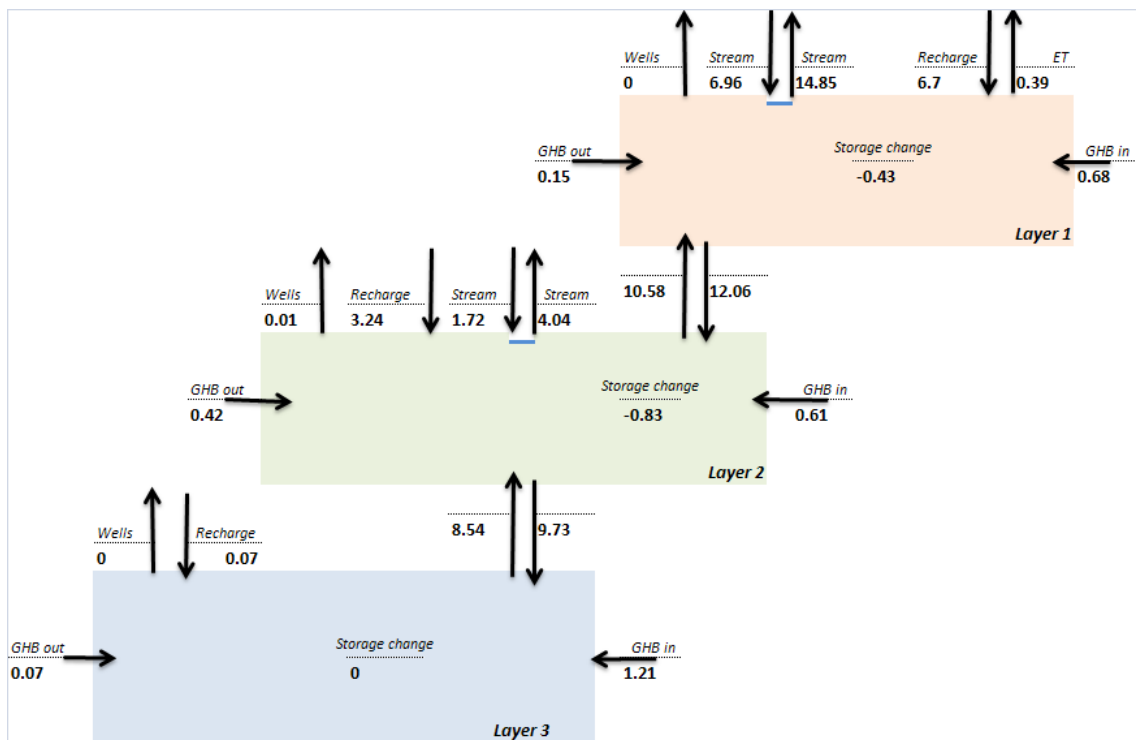 Wells Stream Stream Recharge ET
0 6.96 14.85 6.7 0.39
GHB out Storage change GHB in
0.15 -0.43 0.68
Layer 1
10.58 12.06
Wells Recharge Stream Stream
0.01 3.24 1.72 4.04
GHB out Storage change GHB in
0.42 -0.83 0.61
Layer 2
8.54 9.73
Wells Recharge
0 0.07
GHB out Storage change GHB in
0.07 0 1.21
Layer 3